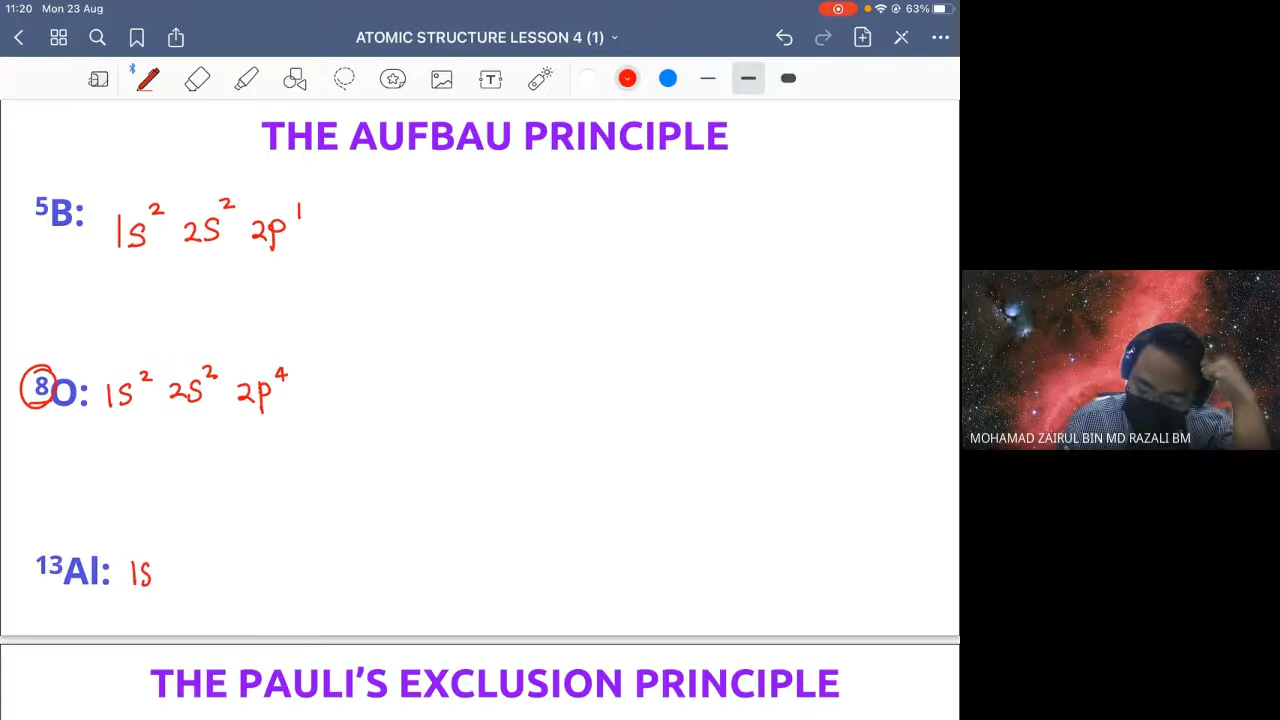 11:20 Mon 23 Aug 63%
ATOMIC STRUCTURE LESSON 4 (1)
T
THE AUFBAU PRINCIPLE
⁵B: 1s² 2s² 2p¹
⁸O: 1s² 2s² 2p⁴
¹³Al: 1s
THE PAULI’S EXCLUSION PRINCIPLE
MOHAMAD ZAIRUL BIN MD RAZALI BM